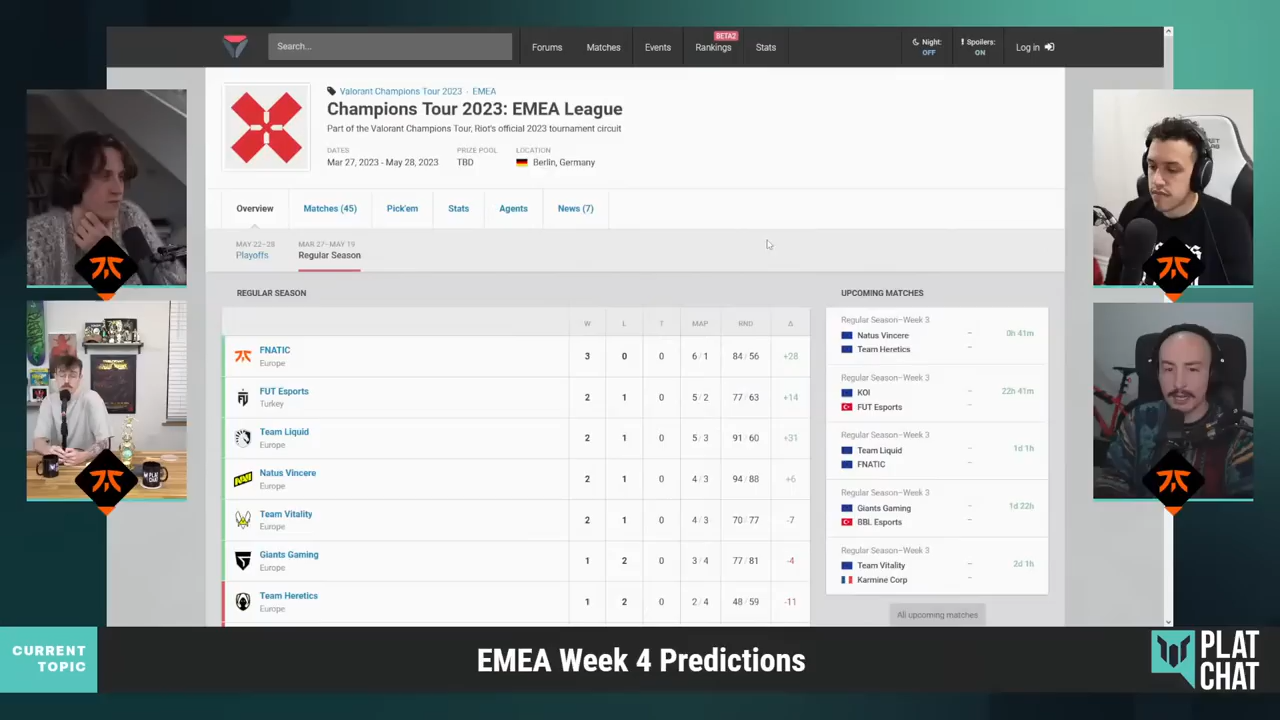 Search...
Forums
Matches
Events
BETA2
Rankings
Stats
Night:
OFF
Spoilers:
ON
Log in
Valorant Champions Tour 2023 · EMEA
Champions Tour 2023: EMEA League
Part of the Valorant Champions Tour, Riot's official 2023 tournament circuit
DATES PRIZE POOL LOCATION
Mar 27, 2023 - May 28, 2023 TBD Berlin, Germany
Overview Matches (45) Pick'em Stats Agents News (7)
MAY 22–28 MAR 27–MAY 19
Playoffs Regular Season
REGULAR SEASON
W L T MAP RND Δ
FNATIC 3 0 0 6 / 1 84 / 56 +28
Europe
FUT Esports 2 1 0 5 / 2 77 / 63 +14
Turkey
Team Liquid 2 1 0 5 / 3 91 / 60 +31
Europe
Natus Vincere 2 1 0 4 / 3 94 / 88 +6
Europe
Team Vitality 2 1 0 4 / 3 70 / 77 -7
Europe
Giants Gaming 1 2 0 3 / 4 77 / 81 -4
Europe
Team Heretics 1 2 0 2 / 4 48 / 59 -11
Europe
UPCOMING MATCHES
Regular Season–Week 3
Natus Vincere – 0h 41m
Team Heretics –
Regular Season–Week 3
KOI – 22h 41m
FUT Esports –
Regular Season–Week 3
Team Liquid – 1d 1h
FNATIC –
Regular Season–Week 3
Giants Gaming – 1d 22h
BBL Esports –
Regular Season–Week 3
Team Vitality – 2d 1h
Karmine Corp –
All upcoming matches
CURRENT
TOPIC
EMEA Week 4 Predictions
PLAT
CHAT